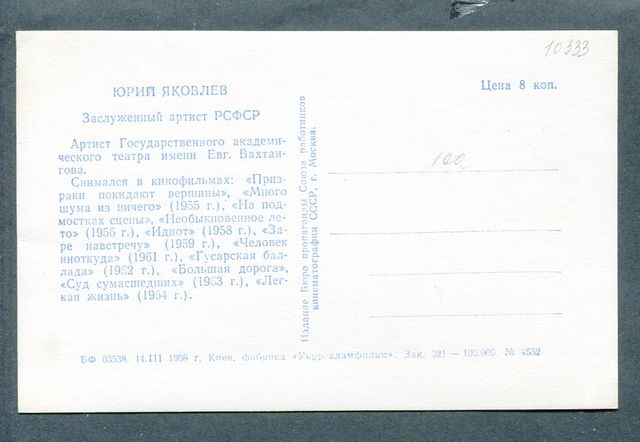 10333
ЮРИЙ ЯКОВЛЕВ
Заслуженный артист РСФСР
Артист Государственного академи-
ческого театра имени Евг. Вахтан-
гова.
Снимался в кинофильмах: «Приз-
раки покидают вершины», «Много
шума из ничего» (1955 г.), «На под-
мостках сцены», «Необыкновенное ле-
то» (1956 г.), «Идиот» (1958 г.), «За-
ре навстречу» (1959 г.), «Человек
ниоткуда» (1961 г.), «Гусарская бал-
лада» (1962 г.), «Большая дорога»,
«Суд сумасшедших» (1963 г.), «Лег-
кая жизнь» (1964 г.).
Издание Бюро пропаганды Союза работников
кинематографии СССР, г. Москва.
Цена 8 коп.
100
БФ 03538. 14.III 1966 г. Киев, фабрика «Укррекламфильм». Зак. 321 — 100.000. № 4652